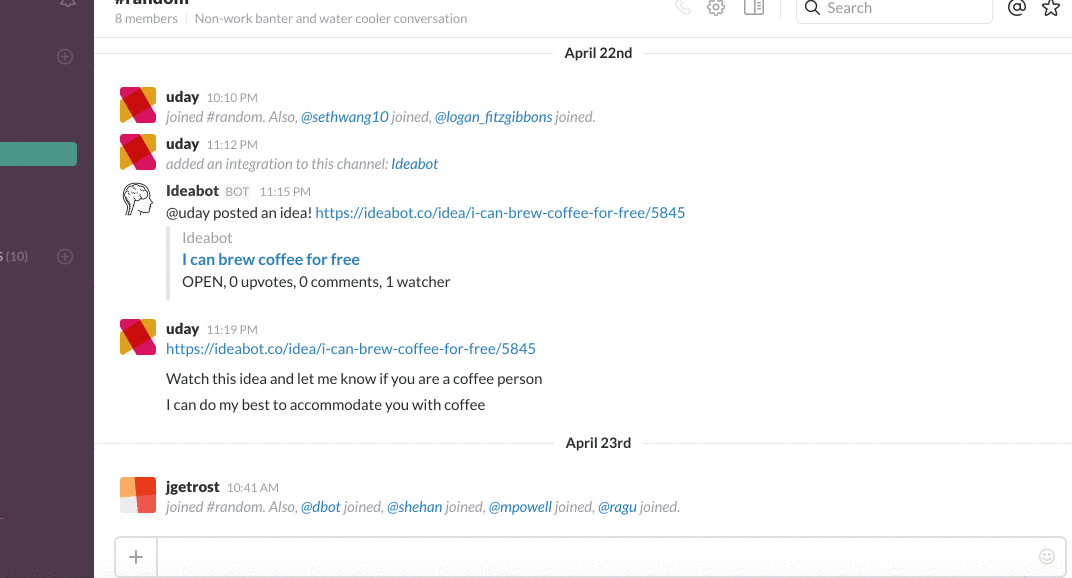 #random
8 members | Non-work banter and water cooler conversation
Search
April 22nd
uday 10:10 PM
joined #random. Also, @sethwang10 joined, @logan_fitzgibbons joined.
uday 11:12 PM
added an integration to this channel: Ideabot
Ideabot BOT 11:15 PM
@uday posted an idea! https://ideabot.co/idea/i-can-brew-coffee-for-free/5845
Ideabot
I can brew coffee for free
OPEN, 0 upvotes, 0 comments, 1 watcher
(10)
uday 11:19 PM
https://ideabot.co/idea/i-can-brew-coffee-for-free/5845
Watch this idea and let me know if you are a coffee person
I can do my best to accommodate you with coffee
April 23rd
jgetrost 10:41 AM
joined #random. Also, @dbot joined, @shehan joined, @mpowell joined, @ragu joined.